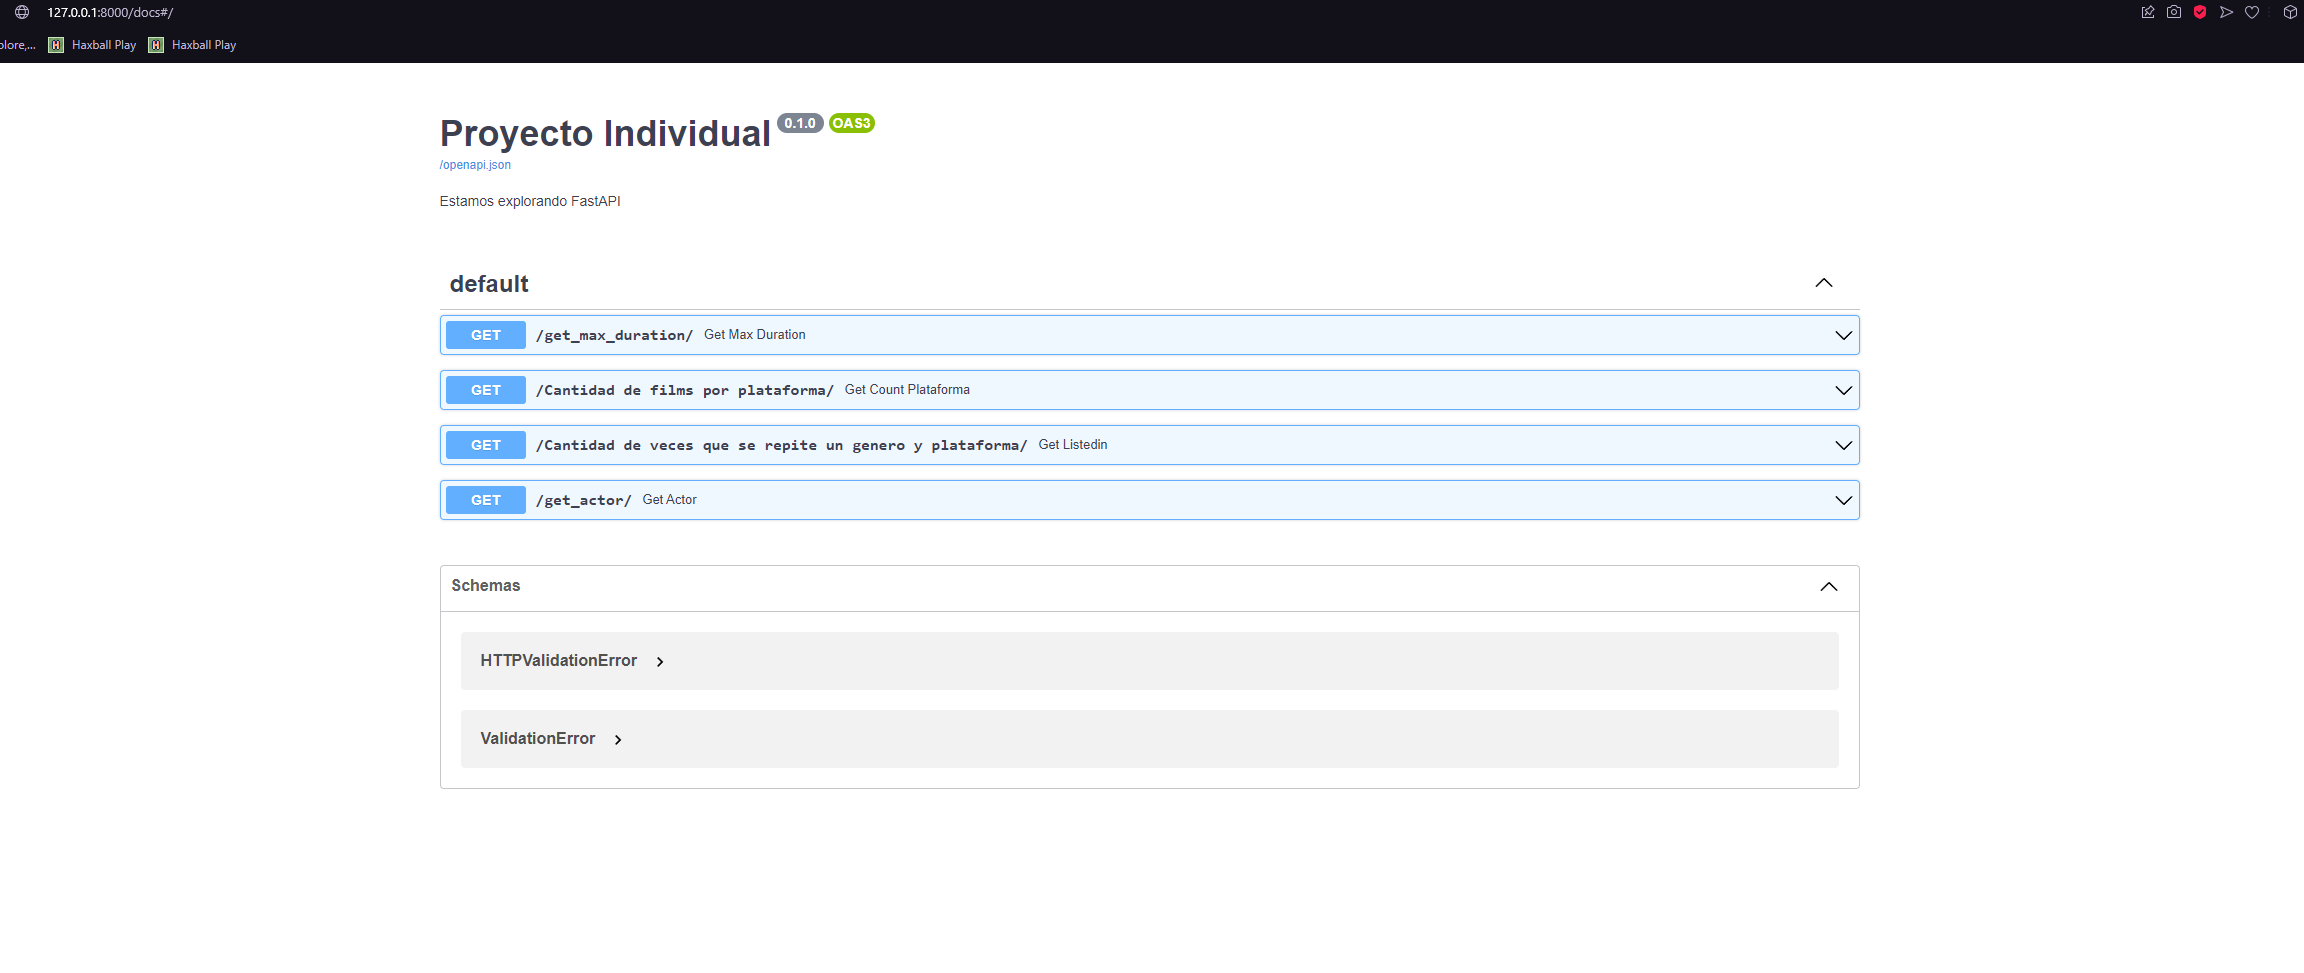 127.0.0.1:8000/docs#/
plore,... Haxball Play Haxball Play
Proyecto Individual 0.1.0 OAS3
/openapi.json
Estamos explorando FastAPI
default
GET /get_max_duration/ Get Max Duration
GET /Cantidad de films por plataforma/ Get Count Plataforma
GET /Cantidad de veces que se repite un genero y plataforma/ Get Listedin
GET /get_actor/ Get Actor
Schemas
HTTPValidationError
ValidationError